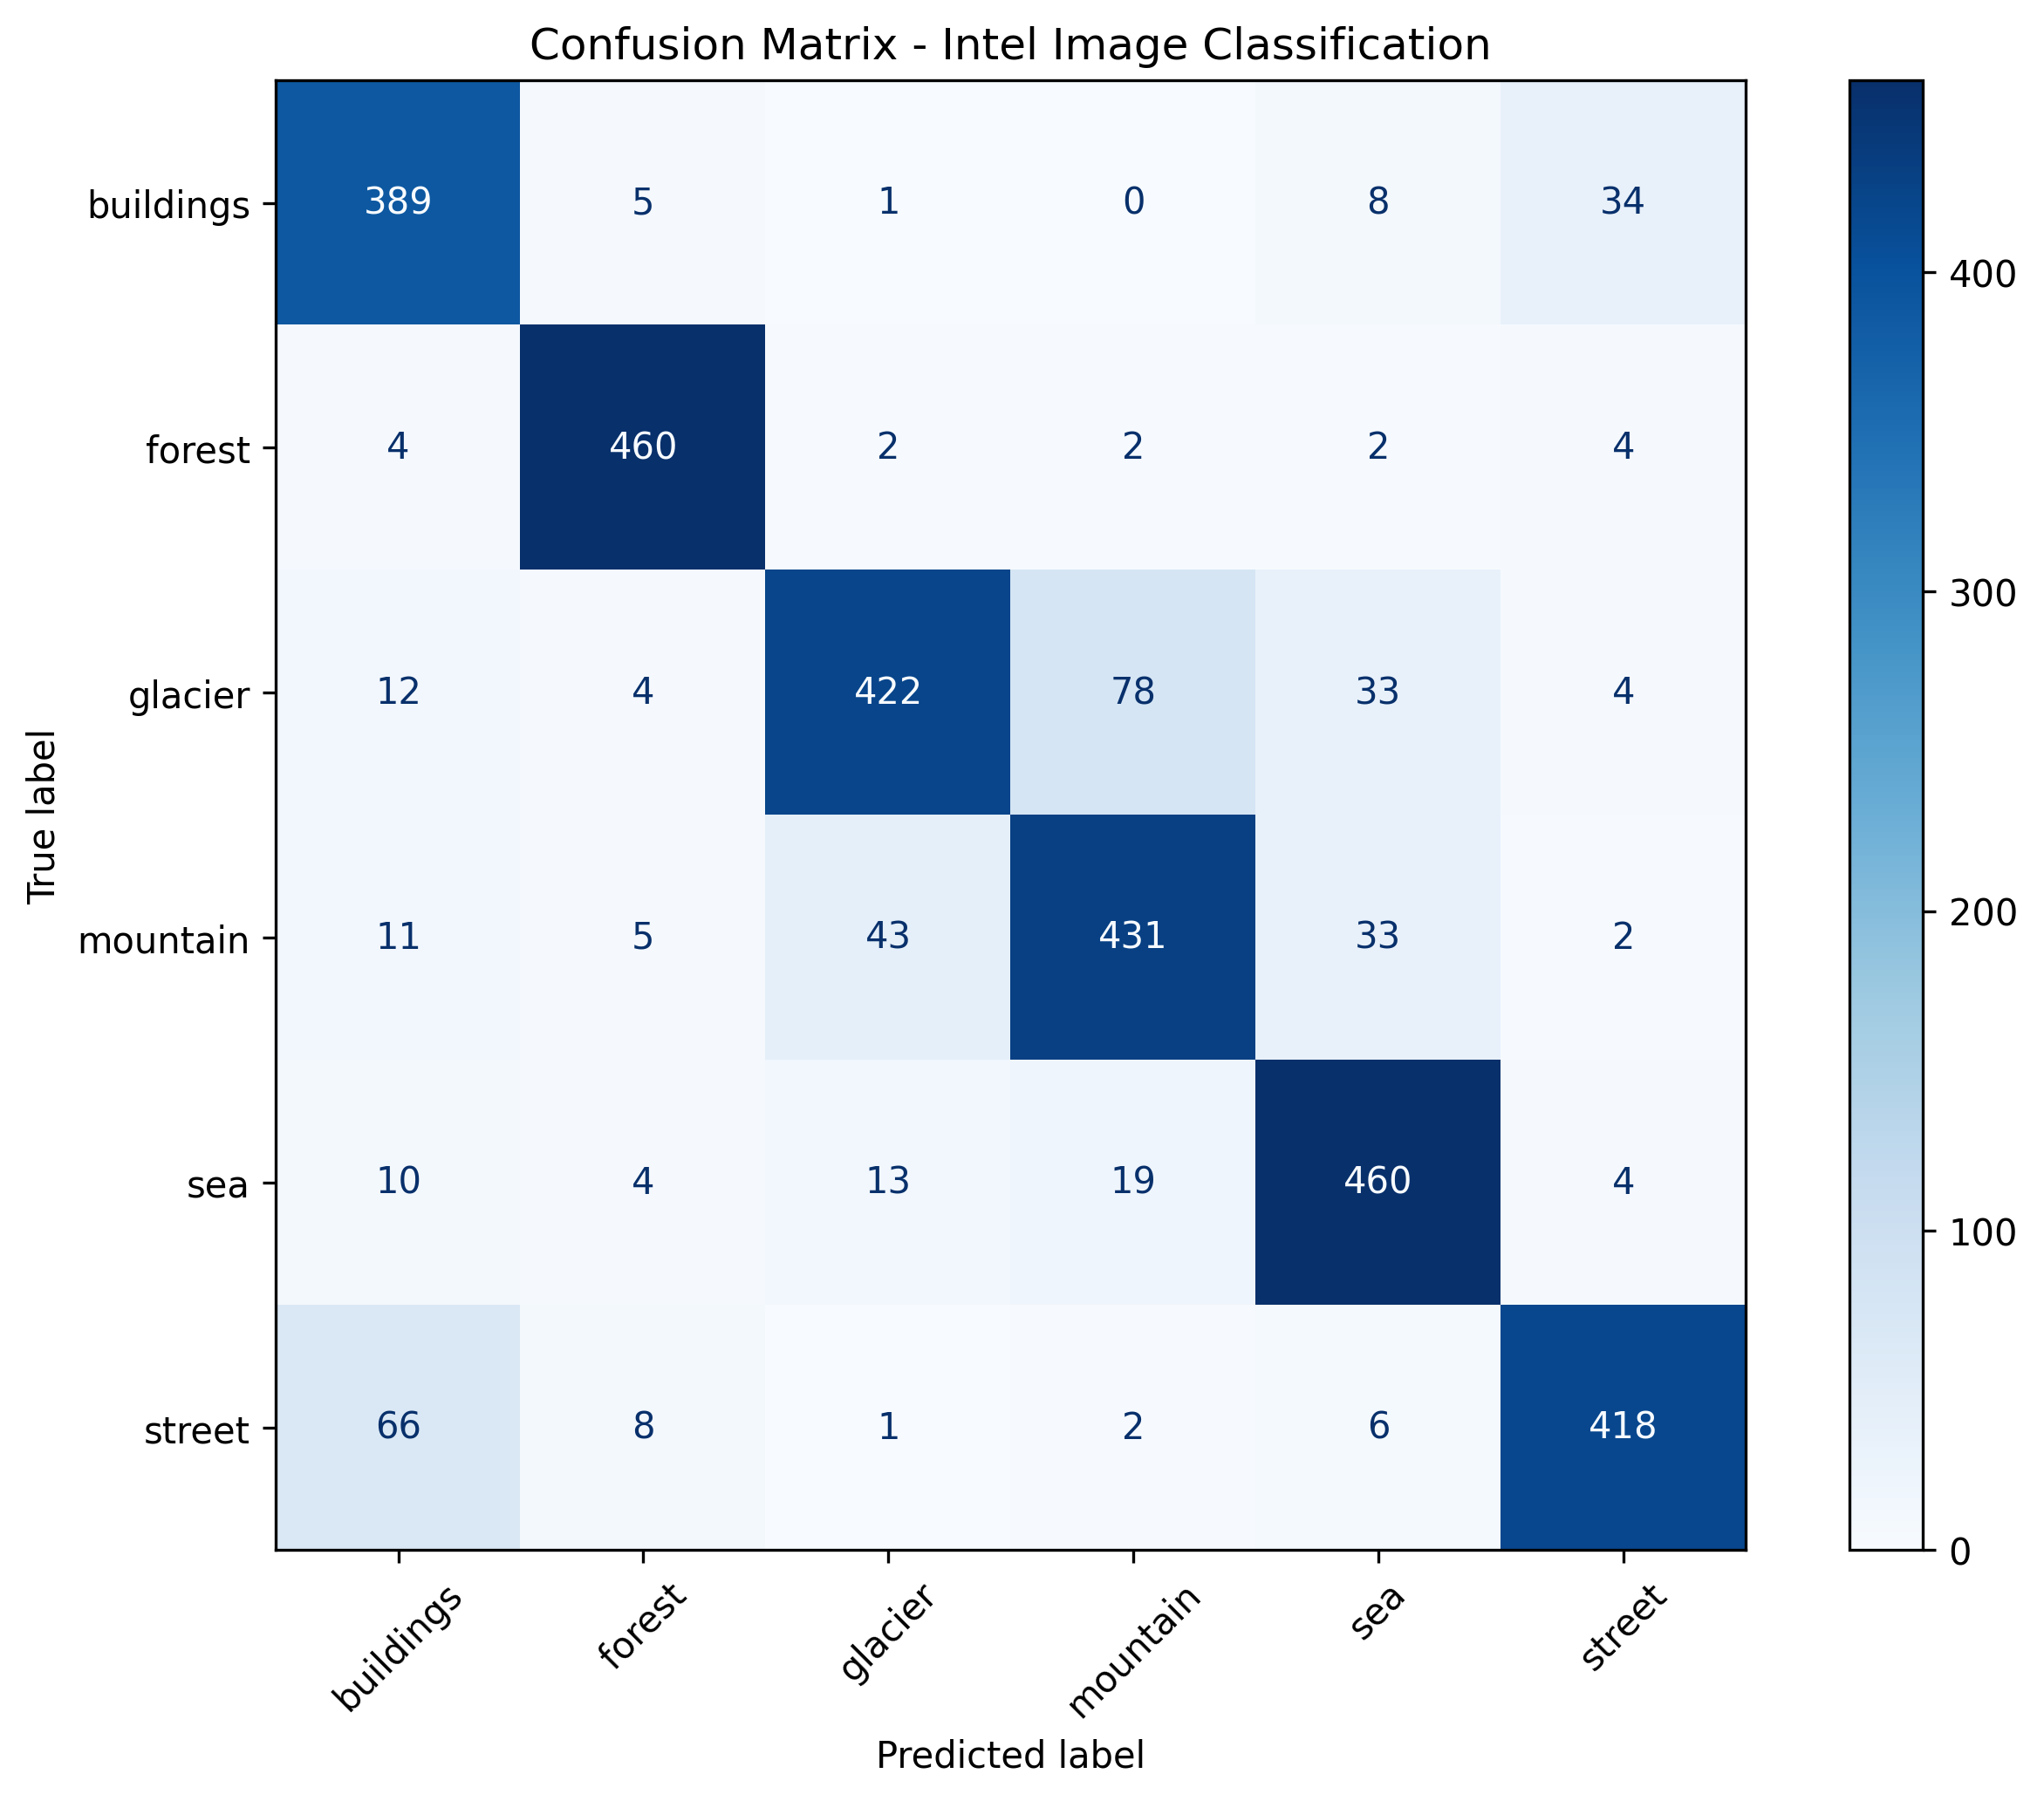 Confusion Matrix - Intel Image Classification
buildings 389 5 1 0 8 34
forest 4 460 2 2 2 4
glacier 12 4 422 78 33 4
mountain 11 5 43 431 33 2
sea 10 4 13 19 460 4
street 66 8 1 2 6 418
True label
buildings forest glacier mountain sea street
Predicted label
400
300
200
100
0